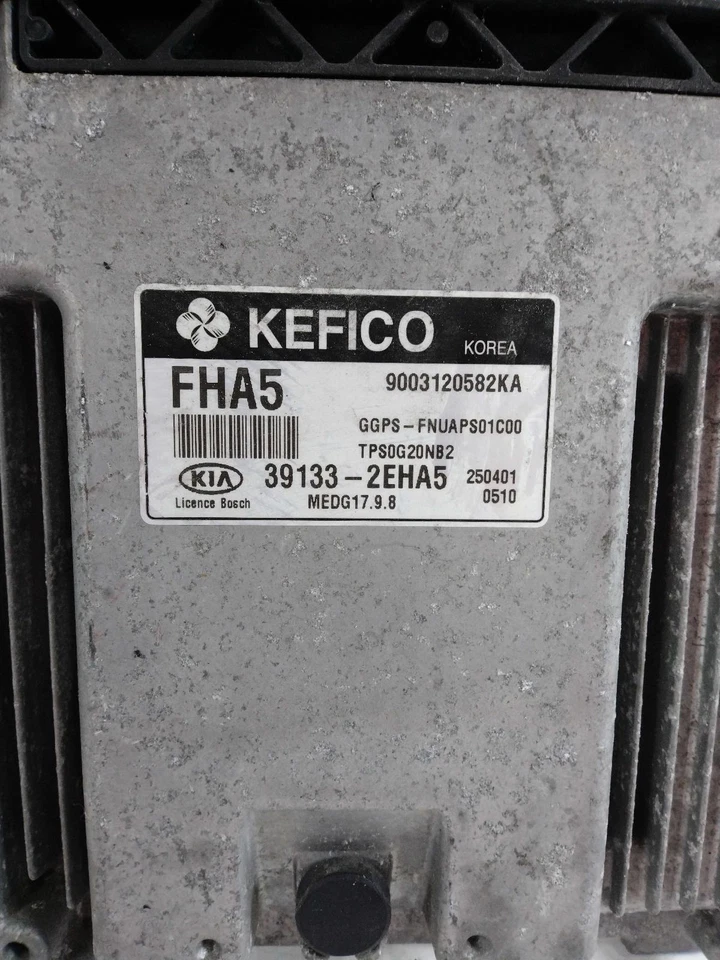 KEFICO KOREA
FHA5 9003120582KA
GGPS-FNUAPS01C00
TPS0G20NB2
KIA 39133-2EHA5 250401
Licence Bosch MEDG17.9.8 0510